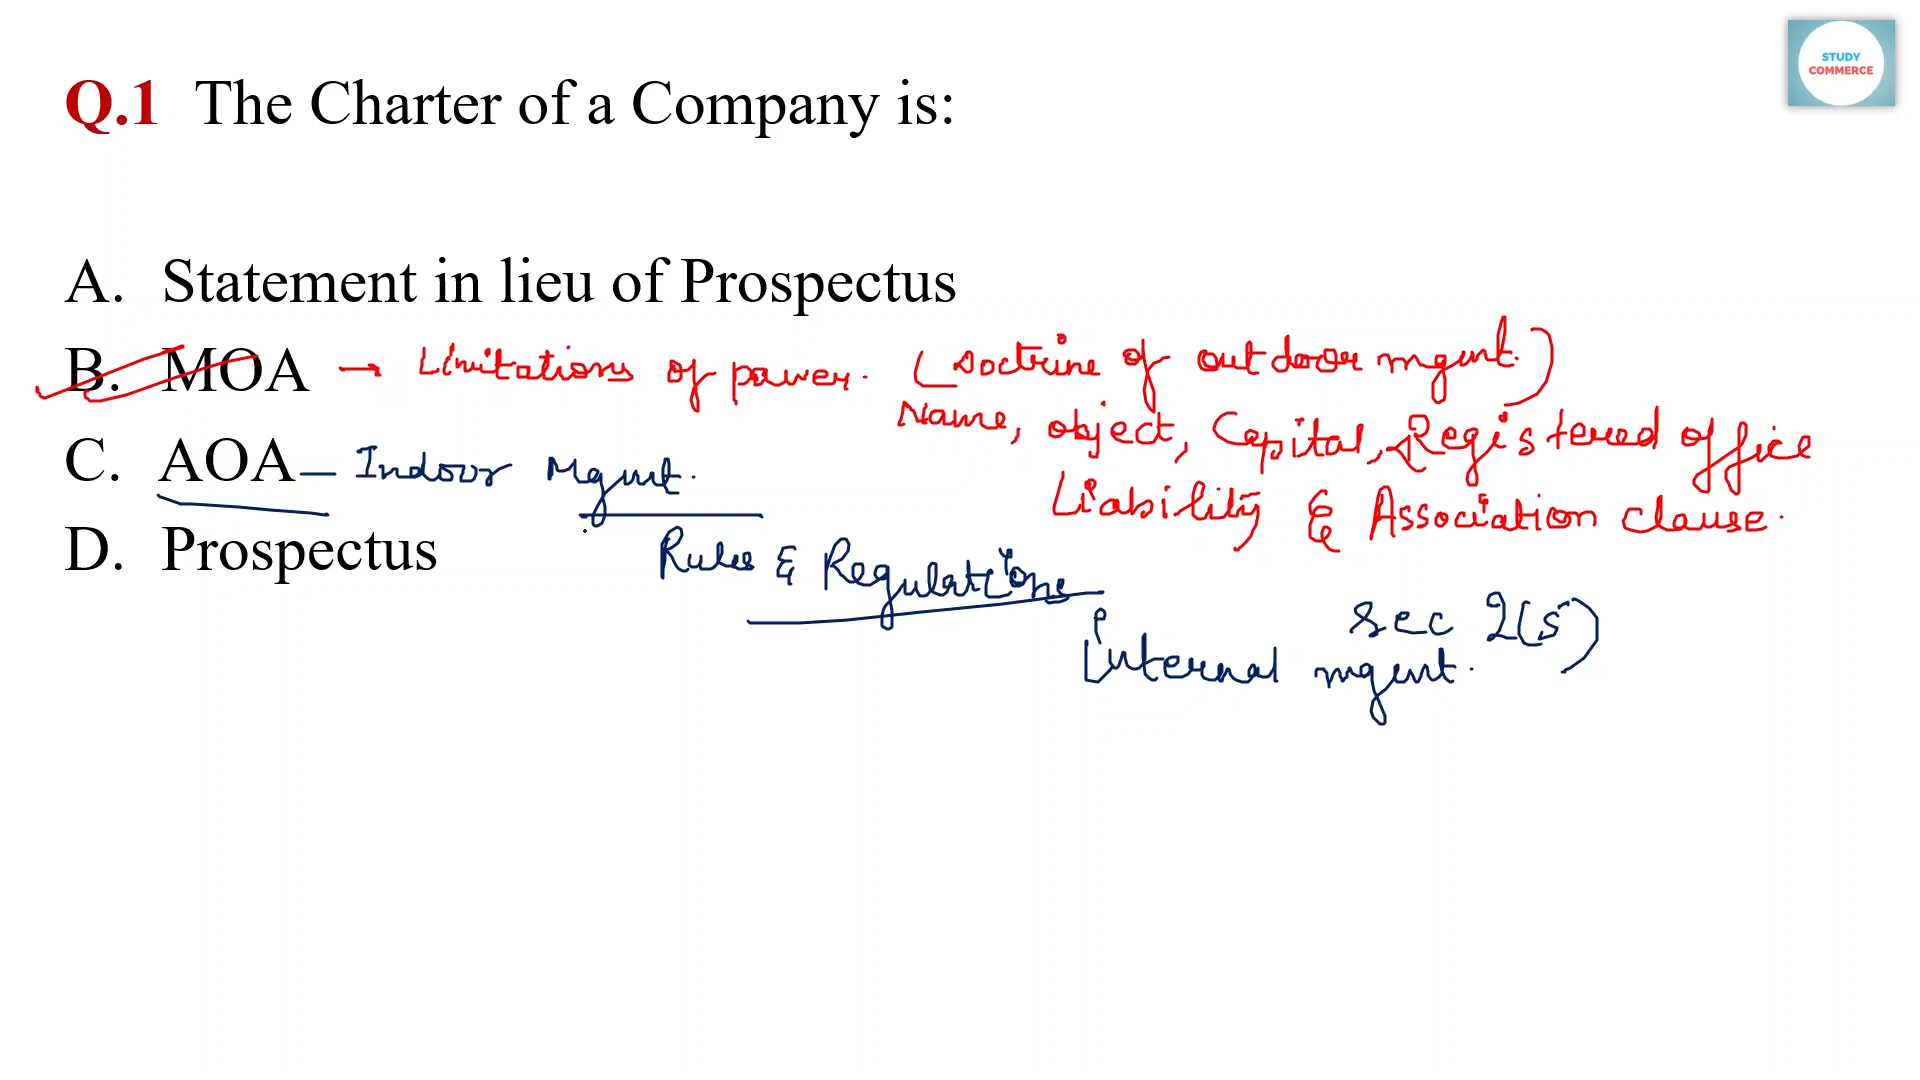 STUDY
COMMERCE
Q.1 The Charter of a Company is:
A. Statement in lieu of Prospectus
B. MOA → Limitations of power. (Doctrine of outdoor mgmt.)
Name, object, Capital, Registered office
Liability & Association clause.
C. AOA — Indoor Mgmt.
D. Prospectus
Rules & Regulations
sec 2(5)
Internal mgmt.